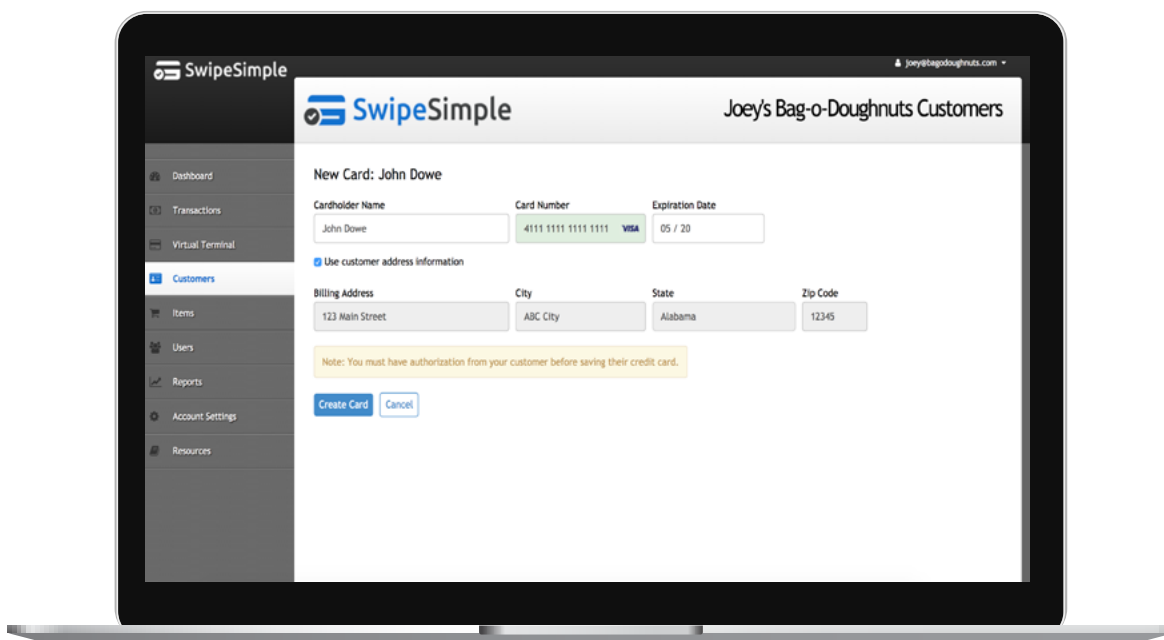 SwipeSimple
joey@bagodoughnuts.com
SwipeSimple
Joey's Bag-o-Doughnuts Customers
Dashboard
Transactions
Virtual Terminal
Customers
Items
Users
Reports
Account Settings
Resources
New Card: John Dowe
Cardholder Name Card Number Expiration Date
John Dowe 4111 1111 1111 1111 VISA 05 / 20
Use customer address information
Billing Address City State Zip Code
123 Main Street ABC City Alabama 12345
Note: You must have authorization from your customer before saving their credit card.
Create Card Cancel